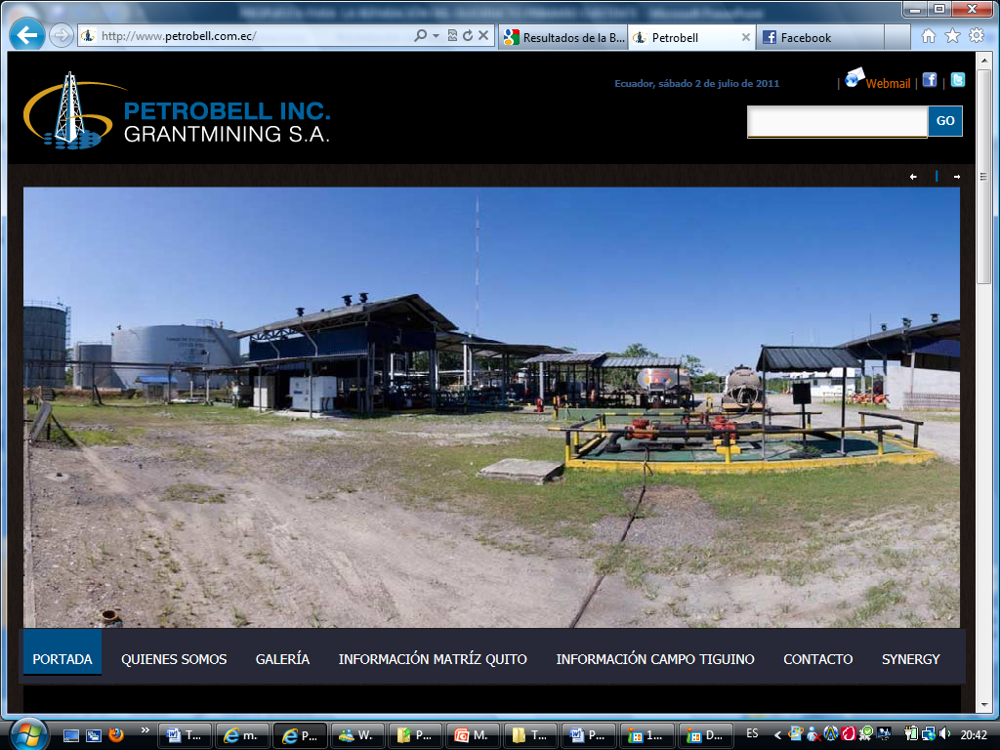 http://www.petrobell.com.ec/
Resultados de la B...
Petrobell
Facebook
PETROBELL INC.
GRANTMINING S.A.
Ecuador, sábado 2 de julio de 2011
| Webmail | |
GO
|
PORTADA QUIENES SOMOS GALERÍA INFORMACIÓN MATRÍZ QUITO INFORMACIÓN CAMPO TIGUINO CONTACTO SYNERGY
» T... m. P... W. P... M. T... P... 1... D... ES 20:42